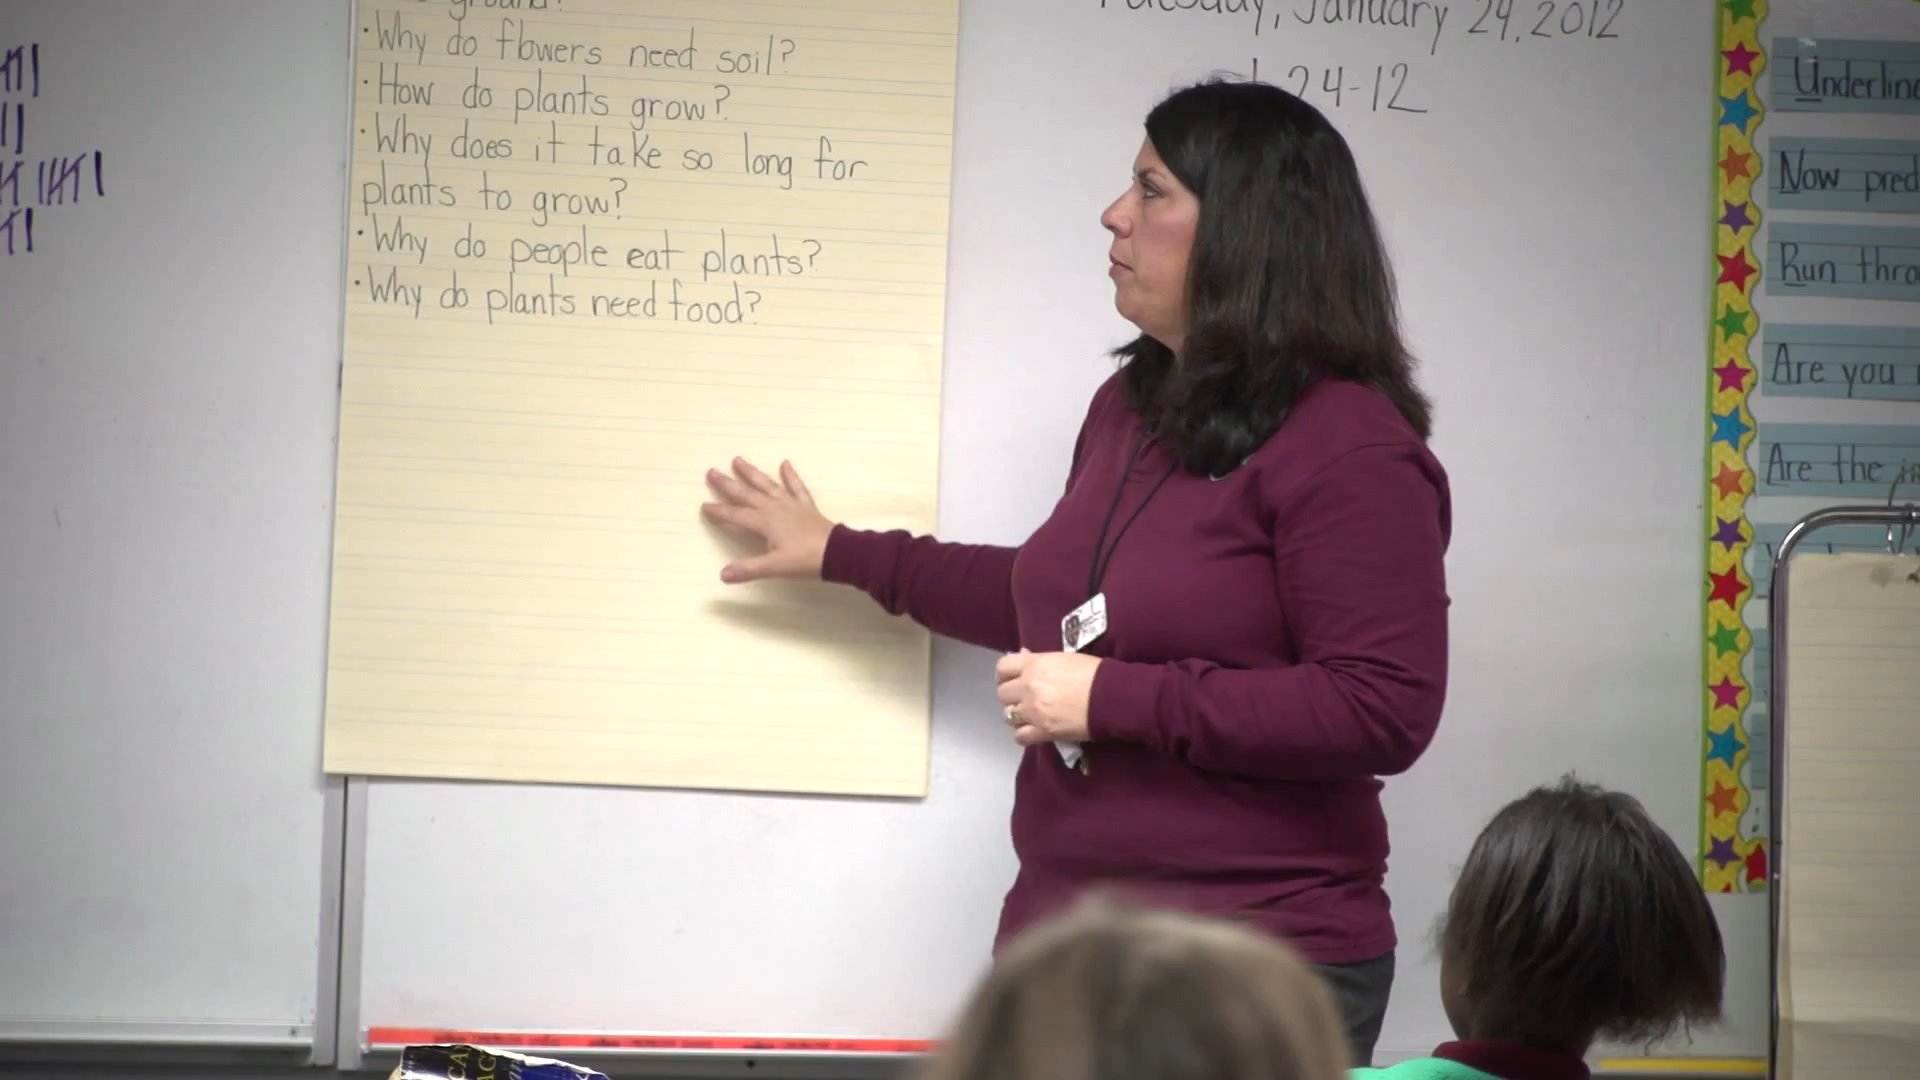 ground?
·Why do flowers need soil?
·How do plants grow?
·Why does it take so long for
plants to grow?
·Why do people eat plants?
·Why do plants need food?
Tuesday, January 24, 2012
24-12
Underline
Now pred
Run thro
Are you
Are the